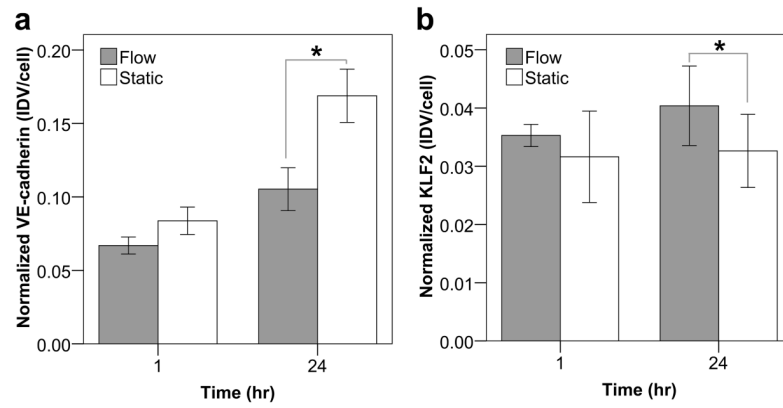 a
Normalized VE-cadherin (IDV/cell)
0.20
0.15
0.10
0.05
0.00
Flow
Static
*
1
24
Time (hr)
b
Normalized KLF2 (IDV/cell)
0.05
0.04
0.03
0.02
0.01
0.00
Flow
Static
*
1
24
Time (hr)